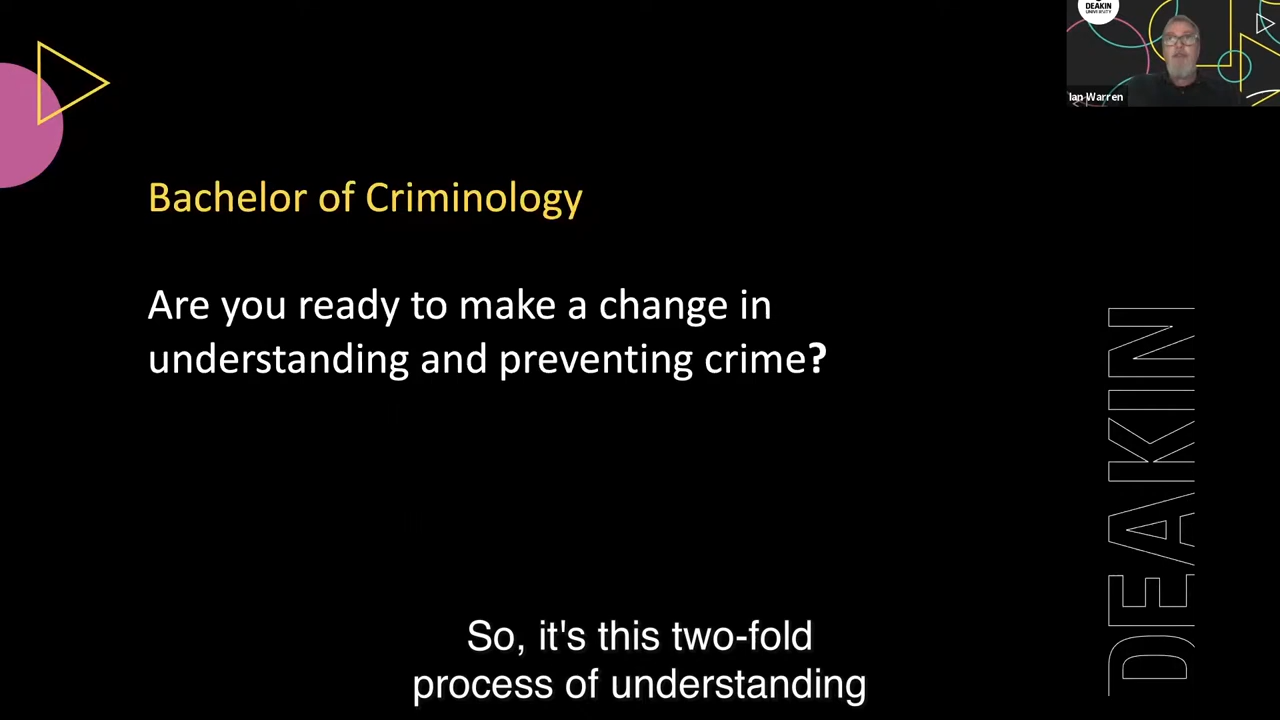 DEAKIN
UNIVERSITY
Ian Warren
Bachelor of Criminology
Are you ready to make a change in
understanding and preventing crime?
DEAKIN
So, it's this two-fold
process of understanding